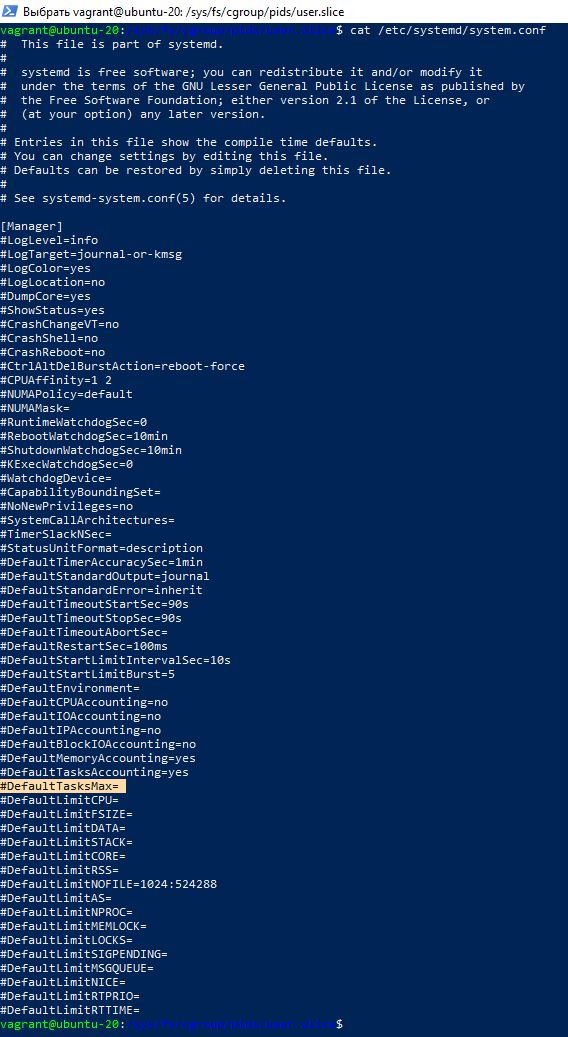 Выбрать vagrant@ubuntu-20: /sys/fs/cgroup/pids/user.slice
vagrant@ubuntu-20:/sys/fs/cgroup/pids/user.slice$ cat /etc/systemd/system.conf
#  This file is part of systemd.
#
#  systemd is free software; you can redistribute it and/or modify it
#  under the terms of the GNU Lesser General Public License as published by
#  the Free Software Foundation; either version 2.1 of the License, or
#  (at your option) any later version.
#
# Entries in this file show the compile time defaults.
# You can change settings by editing this file.
# Defaults can be restored by simply deleting this file.
#
# See systemd-system.conf(5) for details.
[Manager]
#LogLevel=info
#LogTarget=journal-or-kmsg
#LogColor=yes
#LogLocation=no
#DumpCore=yes
#ShowStatus=yes
#CrashChangeVT=no
#CrashShell=no
#CrashReboot=no
#CtrlAltDelBurstAction=reboot-force
#CPUAffinity=1 2
#NUMAPolicy=default
#NUMAMask=
#RuntimeWatchdogSec=0
#RebootWatchdogSec=10min
#ShutdownWatchdogSec=10min
#KExecWatchdogSec=0
#WatchdogDevice=
#CapabilityBoundingSet=
#NoNewPrivileges=no
#SystemCallArchitectures=
#TimerSlackNSec=
#StatusUnitFormat=description
#DefaultTimerAccuracySec=1min
#DefaultStandardOutput=journal
#DefaultStandardError=inherit
#DefaultTimeoutStartSec=90s
#DefaultTimeoutStopSec=90s
#DefaultTimeoutAbortSec=
#DefaultRestartSec=100ms
#DefaultStartLimitIntervalSec=10s
#DefaultStartLimitBurst=5
#DefaultEnvironment=
#DefaultCPUAccounting=no
#DefaultIOAccounting=no
#DefaultIPAccounting=no
#DefaultBlockIOAccounting=no
#DefaultMemoryAccounting=yes
#DefaultTasksAccounting=yes
#DefaultTasksMax=
#DefaultLimitCPU=
#DefaultLimitFSIZE=
#DefaultLimitDATA=
#DefaultLimitSTACK=
#DefaultLimitCORE=
#DefaultLimitRSS=
#DefaultLimitNOFILE=1024:524288
#DefaultLimitAS=
#DefaultLimitNPROC=
#DefaultLimitMEMLOCK=
#DefaultLimitLOCKS=
#DefaultLimitSIGPENDING=
#DefaultLimitMSGQUEUE=
#DefaultLimitNICE=
#DefaultLimitRTPRIO=
#DefaultLimitRTTIME=
vagrant@ubuntu-20:/sys/fs/cgroup/pids/user.slice$